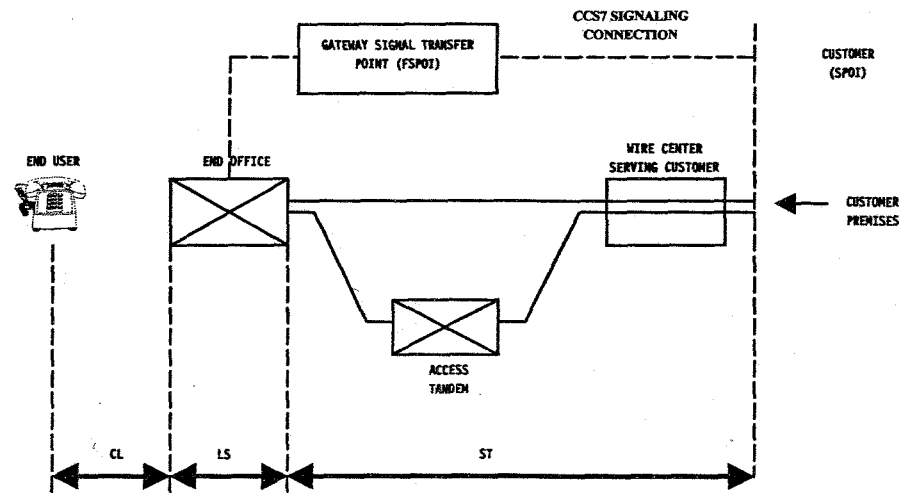 CCS7 SIGNALING
CONNECTION
GATEWAY SIGNAL TRANSFER
POINT (FSPOI)
CUSTOMER
(SPOI)
END USER
END OFFICE
WIRE CENTER
SERVING CUSTOMER
CUSTOMER
PREMISES
ACCESS
TANDEM
CL
LS
ST